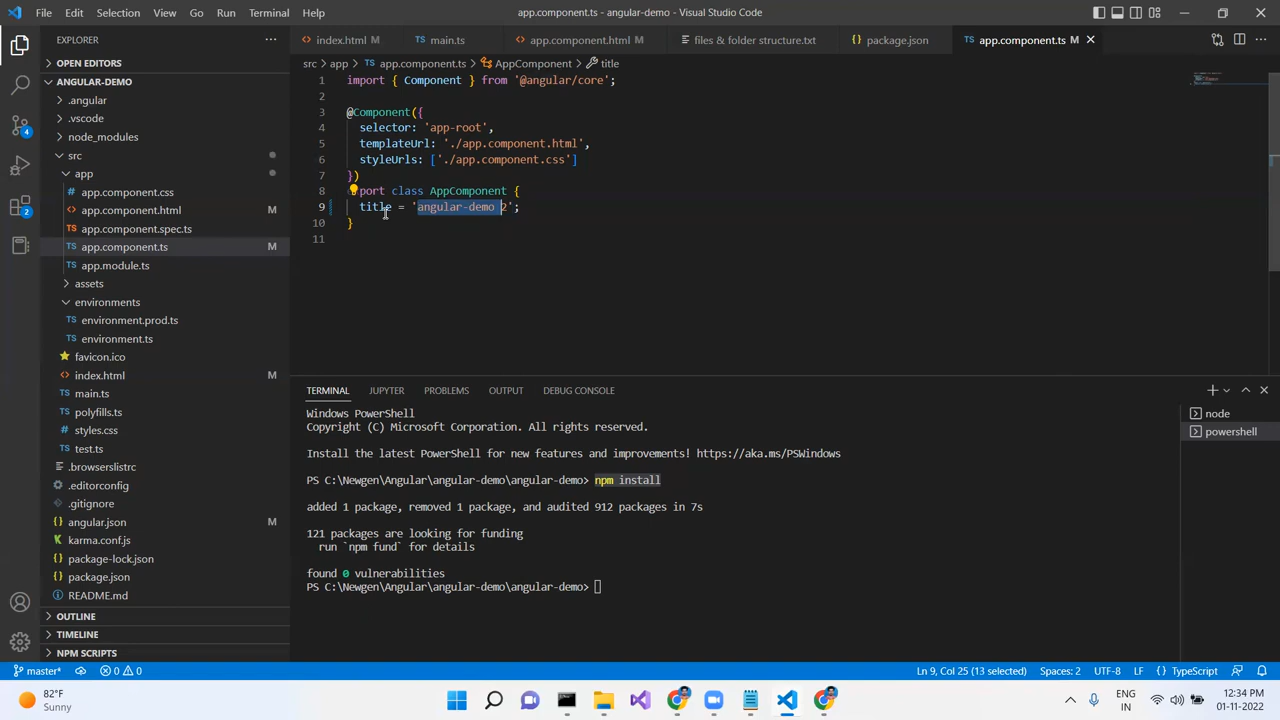 File Edit Selection View Go Run Terminal Help
app.component.ts - angular-demo - Visual Studio Code
EXPLORER
index.html M
main.ts
app.component.html M
files & folder structure.txt
package.json
app.component.ts M
OPEN EDITORS
src > app > app.component.ts > AppComponent > title
ANGULAR-DEMO
.angular
.vscode
node_modules
src
app
app.component.css
app.component.html M
app.component.spec.ts
app.component.ts M
app.module.ts
assets
environments
environment.prod.ts
environment.ts
favicon.ico
index.html M
main.ts
polyfills.ts
styles.css
test.ts
.browserslistrc
.editorconfig
.gitignore
angular.json M
karma.conf.js
package-lock.json
package.json
README.md
OUTLINE
TIMELINE
NPM SCRIPTS
4
2
1 import { Component } from '@angular/core';
2
3 @Component({
4 selector: 'app-root',
5 templateUrl: './app.component.html',
6 styleUrls: ['./app.component.css']
7 })
8 port class AppComponent {
9 title = 'angular-demo 2';
10 }
11
TERMINAL JUPYTER PROBLEMS OUTPUT DEBUG CONSOLE
node
powershell
Windows PowerShell
Copyright (C) Microsoft Corporation. All rights reserved.
Install the latest PowerShell for new features and improvements! https://aka.ms/PSWindows
PS C:\Newgen\Angular\angular-demo\angular-demo> npm install
added 1 package, removed 1 package, and audited 912 packages in 7s
121 packages are looking for funding
run `npm fund` for details
found 0 vulnerabilities
PS C:\Newgen\Angular\angular-demo\angular-demo>
master* 0 0
Ln 9, Col 25 (13 selected) Spaces: 2 UTF-8 LF {} TypeScript
82°F
Sunny
ENG
IN
12:34 PM
01-11-2022